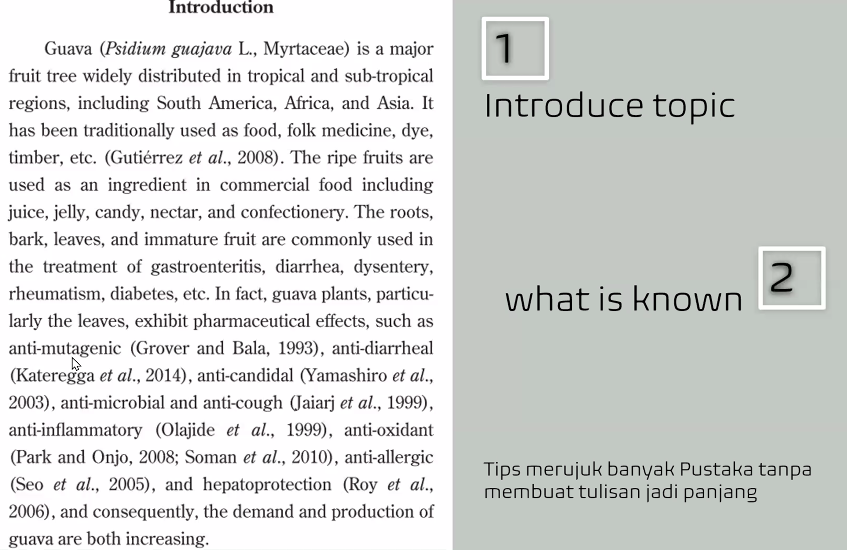 Introduction
Guava (Psidium guajava L., Myrtaceae) is a major
fruit tree widely distributed in tropical and sub-tropical
regions, including South America, Africa, and Asia. It
has been traditionally used as food, folk medicine, dye,
timber, etc. (Gutiérrez et al., 2008). The ripe fruits are
used as an ingredient in commercial food including
juice, jelly, candy, nectar, and confectionery. The roots,
bark, leaves, and immature fruit are commonly used in
the treatment of gastroenteritis, diarrhea, dysentery,
rheumatism, diabetes, etc. In fact, guava plants, particu-
larly the leaves, exhibit pharmaceutical effects, such as
anti-mutagenic (Grover and Bala, 1993), anti-diarrheal
(Kateregga et al., 2014), anti-candidal (Yamashiro et al.,
2003), anti-microbial and anti-cough (Jaiarj et al., 1999),
anti-inflammatory (Olajide et al., 1999), anti-oxidant
(Park and Onjo, 2008; Soman et al., 2010), anti-allergic
(Seo et al., 2005), and hepatoprotection (Roy et al.,
2006), and consequently, the demand and production of
guava are both increasing.
1
Introduce topic
what is known 2
Tips merujuk banyak Pustaka tanpa
membuat tulisan jadi panjang